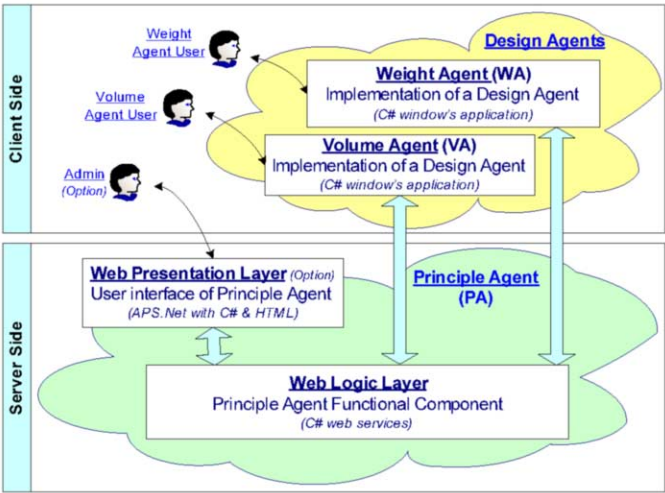 Client Side
Weight
Agent User
Design Agents
Weight Agent (WA)
Implementation of a Design Agent
(C# window's application)
Volume
Agent User
Volume Agent (VA)
Implementation of a Design Agent
(C# window's application)
Admin
(Option)
Server Side
Web Presentation Layer (Option)
User interface of Principle Agent
(APS.Net with C# & HTML)
Principle Agent
(PA)
Web Logic Layer
Principle Agent Functional Component
(C# web services)